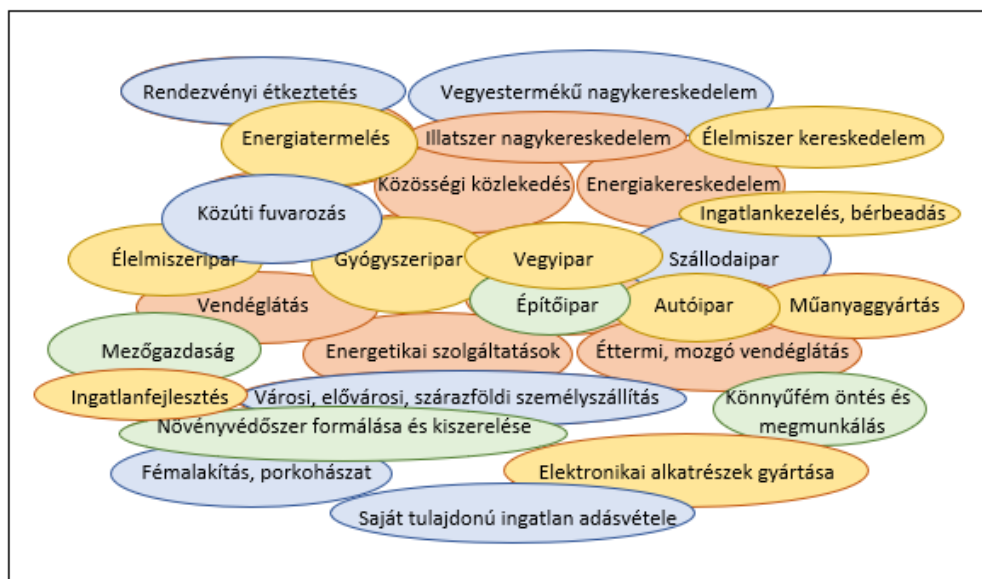 Rendezvényi étkeztetés
Vegyestermékű nagykereskedelem
Energiatermelés
Illatszer nagykereskedelem
Élelmiszer kereskedelem
Közösségi közlekedés
Energiakereskedelem
Közúti fuvarozás
Ingatlankezelés, bérbeadás
Élelmiszeripar
Gyógyszeripar
Vegyipar
Szállodaipar
Vendéglátás
Építőipar
Autóipar
Műanyaggyártás
Mezőgazdaság
Energetikai szolgáltatások
Éttermi, mozgó vendéglátás
Ingatlanfejlesztés
Városi, elővárosi, szárazföldi személyszállítás
Könnyűfém öntés és
megmunkálás
Növényvédőszer formálása és kiszerelése
Fémalakítás, porkohászat
Elektronikai alkatrészek gyártása
Saját tulajdonú ingatlan adásvétele